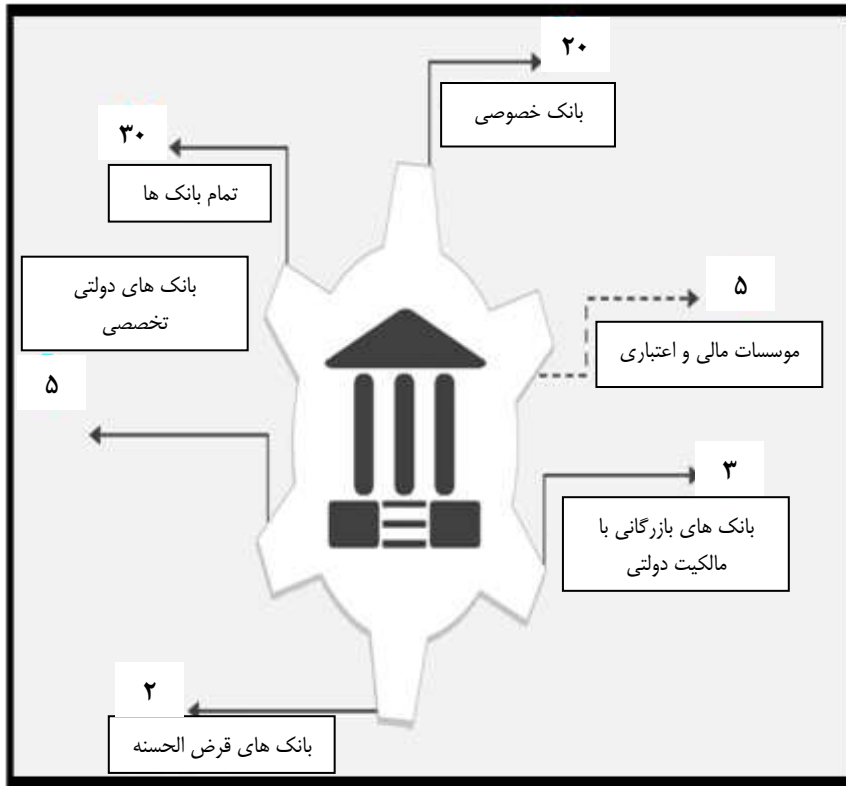 ۲۰
بانک خصوصی
۳۰
تمام بانک ها
۵
موسسات مالی و اعتباری
بانک های دولتی
تخصصی
۵
۳
بانک های بازرگانی با
مالکیت دولتی
۲
بانک های قرض الحسنه